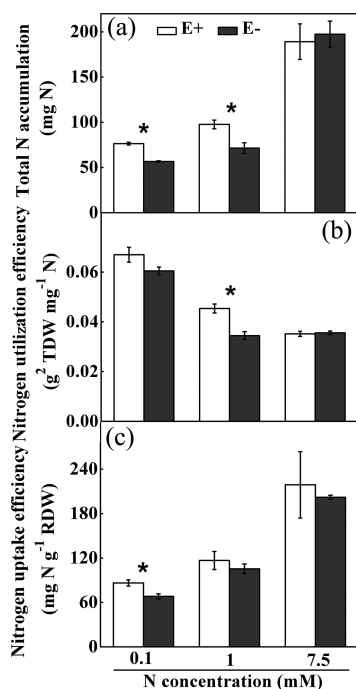 (a)
E+ E-
Total N accumulation
(mg N)
200
150
100
50
0
*
*
(b)
Nitrogen utilization efficiency
(g² TDW mg⁻¹ N)
0.06
0.04
0.02
0.00
*
(c)
Nitrogen uptake efficiency
(mg N g⁻¹ RDW)
240
180
120
60
0
*
0.1 1 7.5
N concentration (mM)